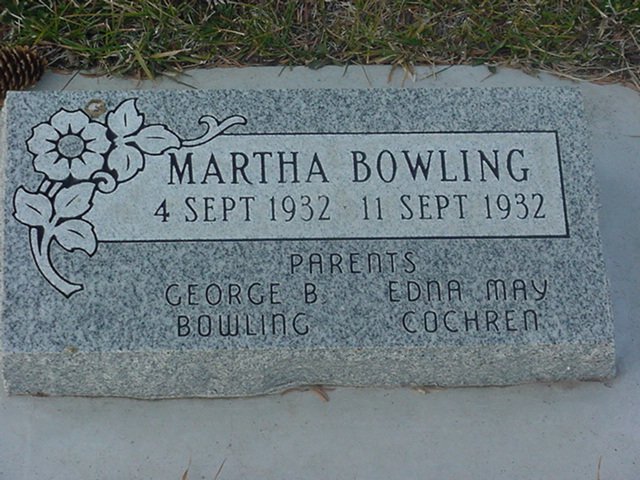 MARTHA BOWLING
4 SEPT 1932 11 SEPT 1932
PARENTS
GEORGE B. EDNA MAY
BOWLING COCHREN